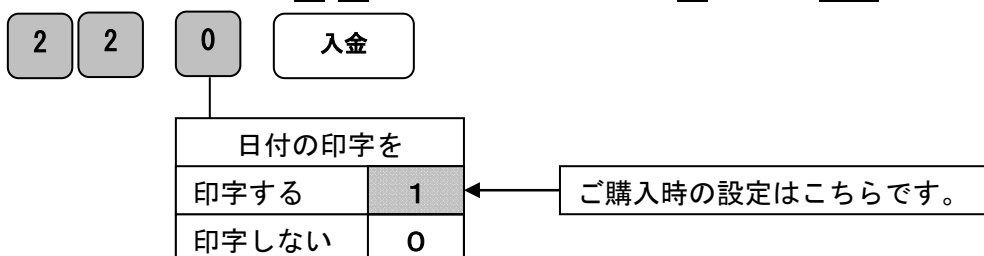 2 2 0 入金
日付の印字を
印字する 1 ご購入時の設定はこちらです。
印字しない 0